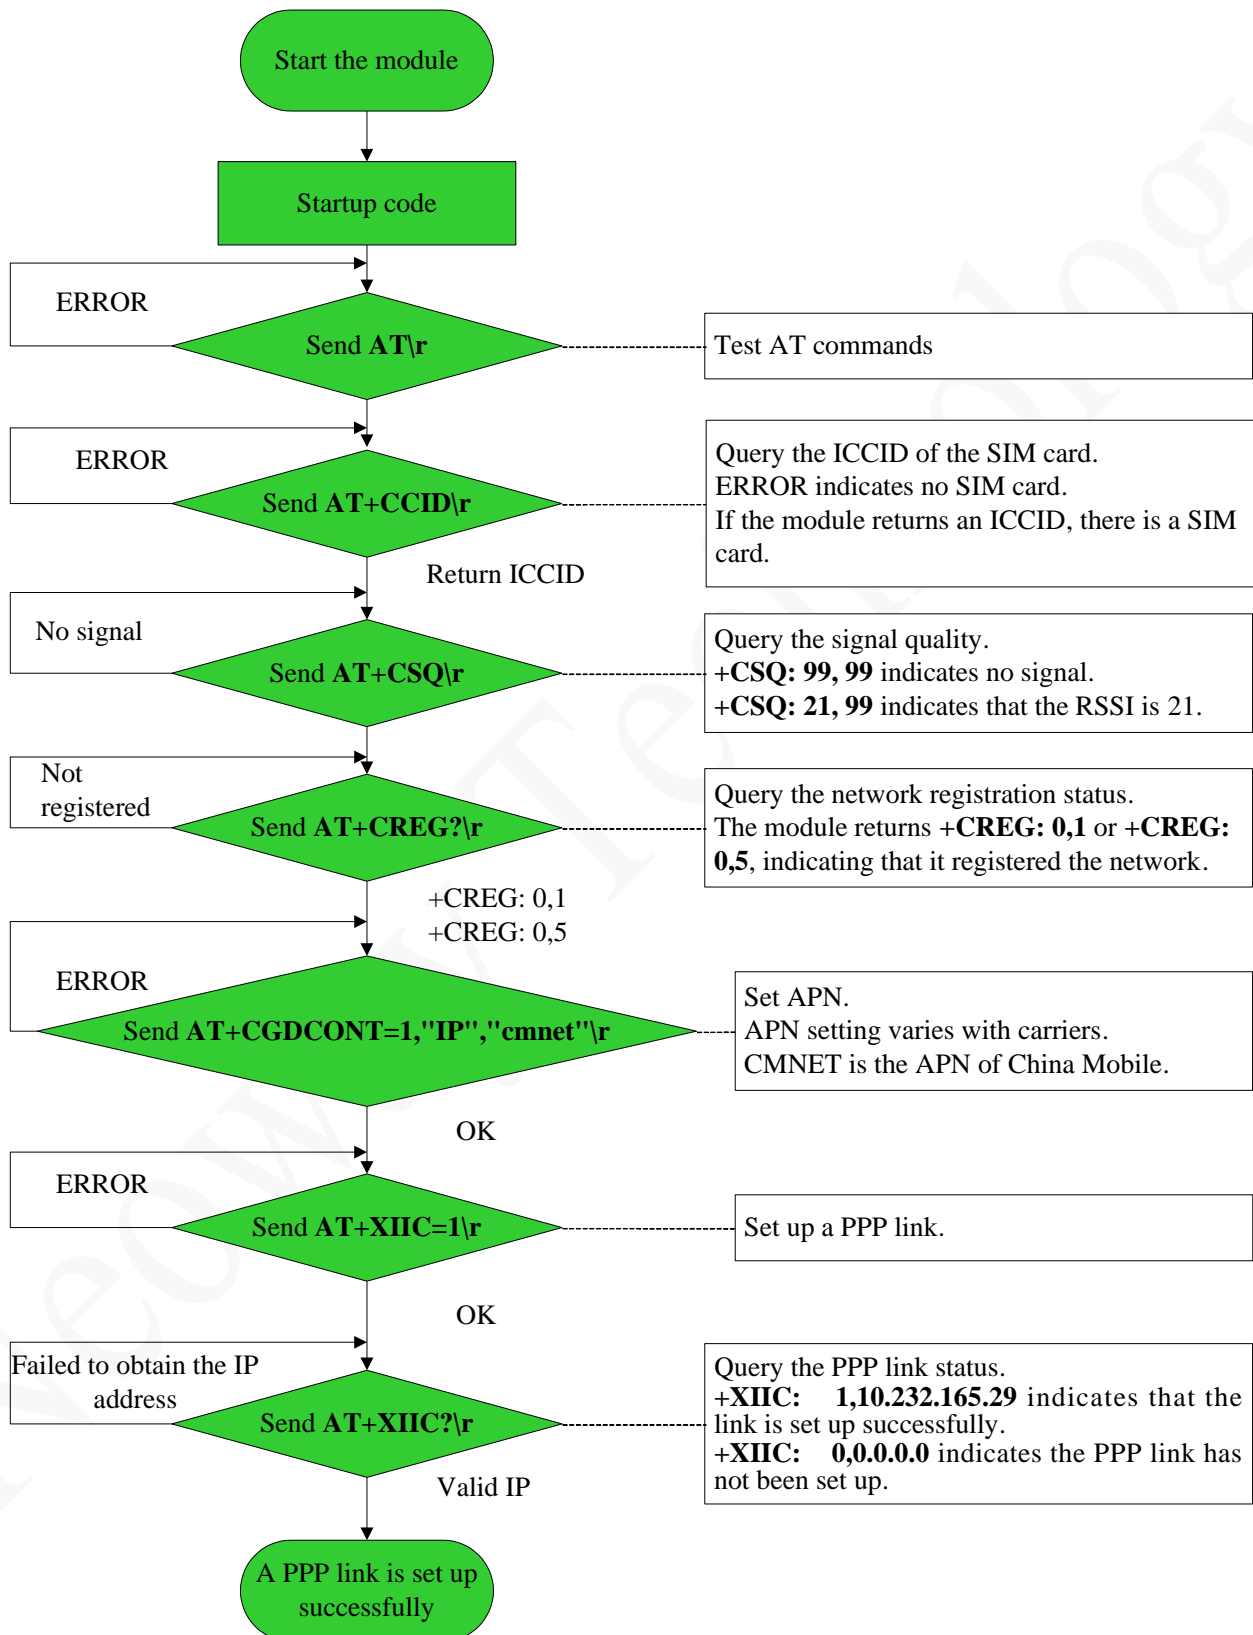 Start the module
Startup code
ERROR
Send AT\r
Test AT commands
ERROR
Send AT+CCID\r
Query the ICCID of the SIM card.
ERROR indicates no SIM card.
If the module returns an ICCID, there is a SIM
card.
Return ICCID
No signal
Send AT+CSQ\r
Query the signal quality.
+CSQ: 99, 99 indicates no signal.
+CSQ: 21, 99 indicates that the RSSI is 21.
Not
registered
Send AT+CREG?\r
Query the network registration status.
The module returns +CREG: 0,1 or +CREG:
0,5, indicating that it registered the network.
+CREG: 0,1
+CREG: 0,5
ERROR
Send AT+CGDCONT=1,"IP","cmnet"\r
Set APN.
APN setting varies with carriers.
CMNET is the APN of China Mobile.
OK
ERROR
Send AT+XIIC=1\r
Set up a PPP link.
OK
Failed to obtain the IP
address
Send AT+XIIC?\r
Query the PPP link status.
+XIIC: 1,10.232.165.29 indicates that the
link is set up successfully.
+XIIC: 0,0.0.0.0 indicates the PPP link has
not been set up.
Valid IP
A PPP link is set up
successfully
Neoway Technology